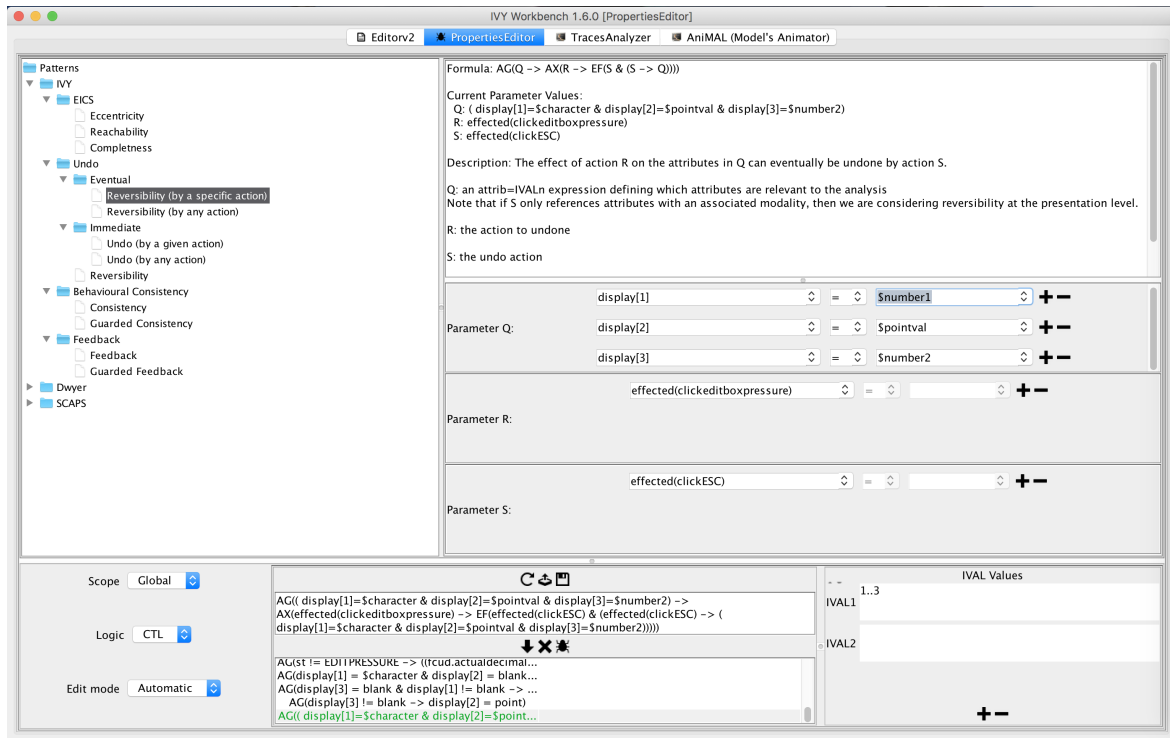 IVY Workbench 1.6.0 [PropertiesEditor]
Editorv2
PropertiesEditor
TracesAnalyzer
AniMAL (Model's Animator)
Patterns
IVY
EICS
Eccentricity
Reachability
Completness
Undo
Eventual
Reversibility (by a specific action)
Reversibility (by any action)
Immediate
Undo (by a given action)
Undo (by any action)
Reversibility
Behavioural Consistency
Consistency
Guarded Consistency
Feedback
Feedback
Guarded Feedback
Dwyer
SCAPS
Formula: AG(Q -> AX(R -> EF(S & (S -> Q))))
Current Parameter Values:
Q: ( display[1]=$character & display[2]=$pointval & display[3]=$number2)
R: effected(clickeditboxpressure)
S: effected(clickESC)
Description: The effect of action R on the attributes in Q can eventually be undone by action S.
Q: an attrib=IVALn expression defining which attributes are relevant to the analysis
Note that if S only references attributes with an associated modality, then we are considering reversibility at the presentation level.
R: the action to undone
S: the undo action
display[1] = $number1
Parameter Q: display[2] = $pointval
display[3] = $number2
effected(clickeditboxpressure) =
Parameter R:
effected(clickESC) =
Parameter S:
Scope Global
Logic CTL
Edit mode Automatic
AG(( display[1]=$character & display[2]=$pointval & display[3]=$number2) ->
AX(effected(clickeditboxpressure) -> EF(effected(clickESC) & (effected(clickESC) -> (
display[1]=$character & display[2]=$pointval & display[3]=$number2)))))
AG(st != EDITPRESSURE -> ((fcud.actualdecimal...
AG(display[1] = $character & display[2] = blank...
AG(display[3] = blank & display[1] != blank -> ...
AG(display[3] != blank -> display[2] = point)
AG(( display[1]=$character & display[2]=$point...
IVAL Values
IVAL1 1..3
IVAL2